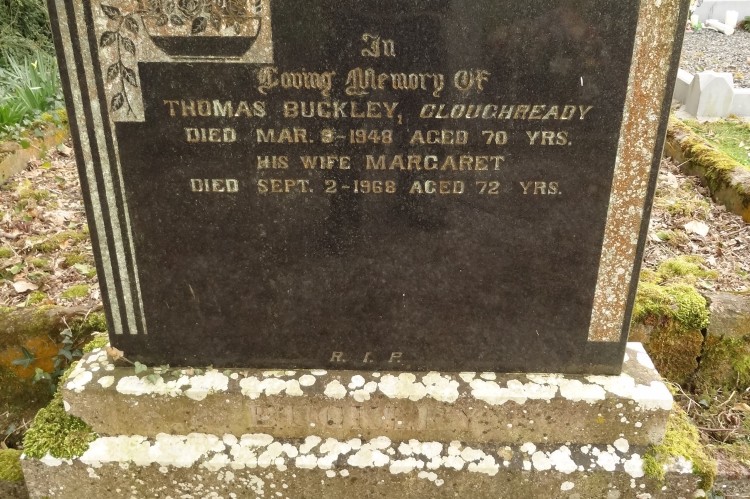 In
Loving Memory Of
THOMAS BUCKLEY, CLOUGHREADY
DIED MAR. 9-1948 AGED 70 YRS.
HIS WIFE MARGARET
DIED SEPT. 2-1968 AGED 72 YRS.
R. I. P.